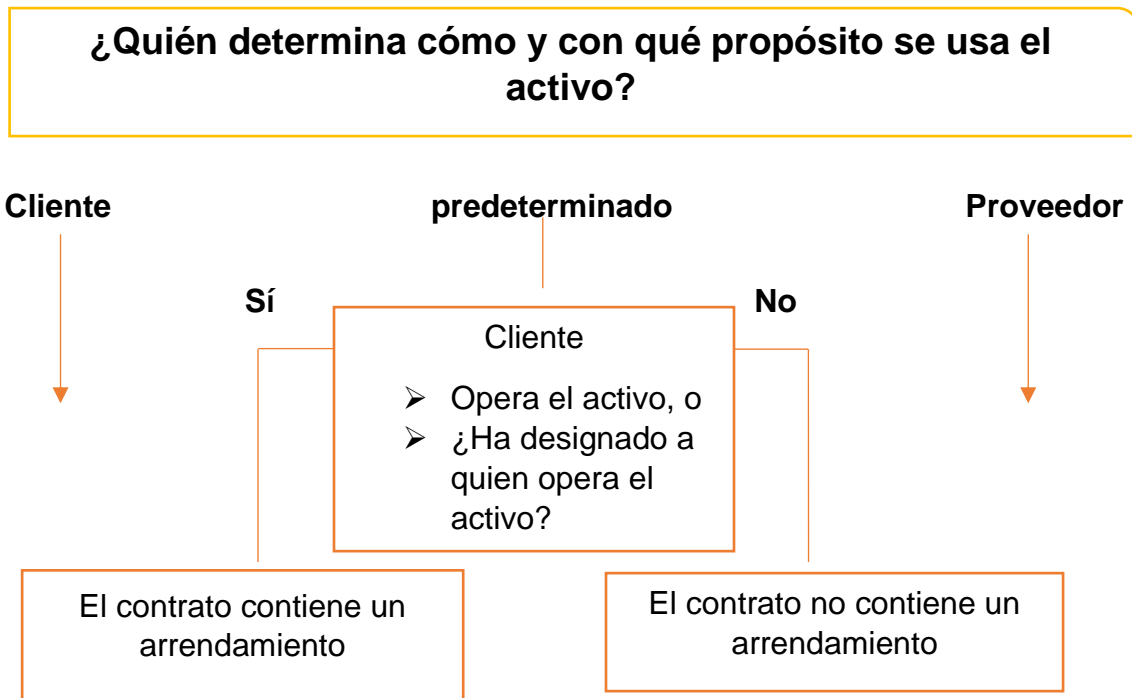 ¿Quién determina cómo y con qué propósito se usa el
activo?
Cliente
predeterminado
Proveedor
Sí
No
Cliente
➢ Opera el activo, o
➢ ¿Ha designado a
quien opera el
activo?
El contrato contiene un
arrendamiento
El contrato no contiene un
arrendamiento